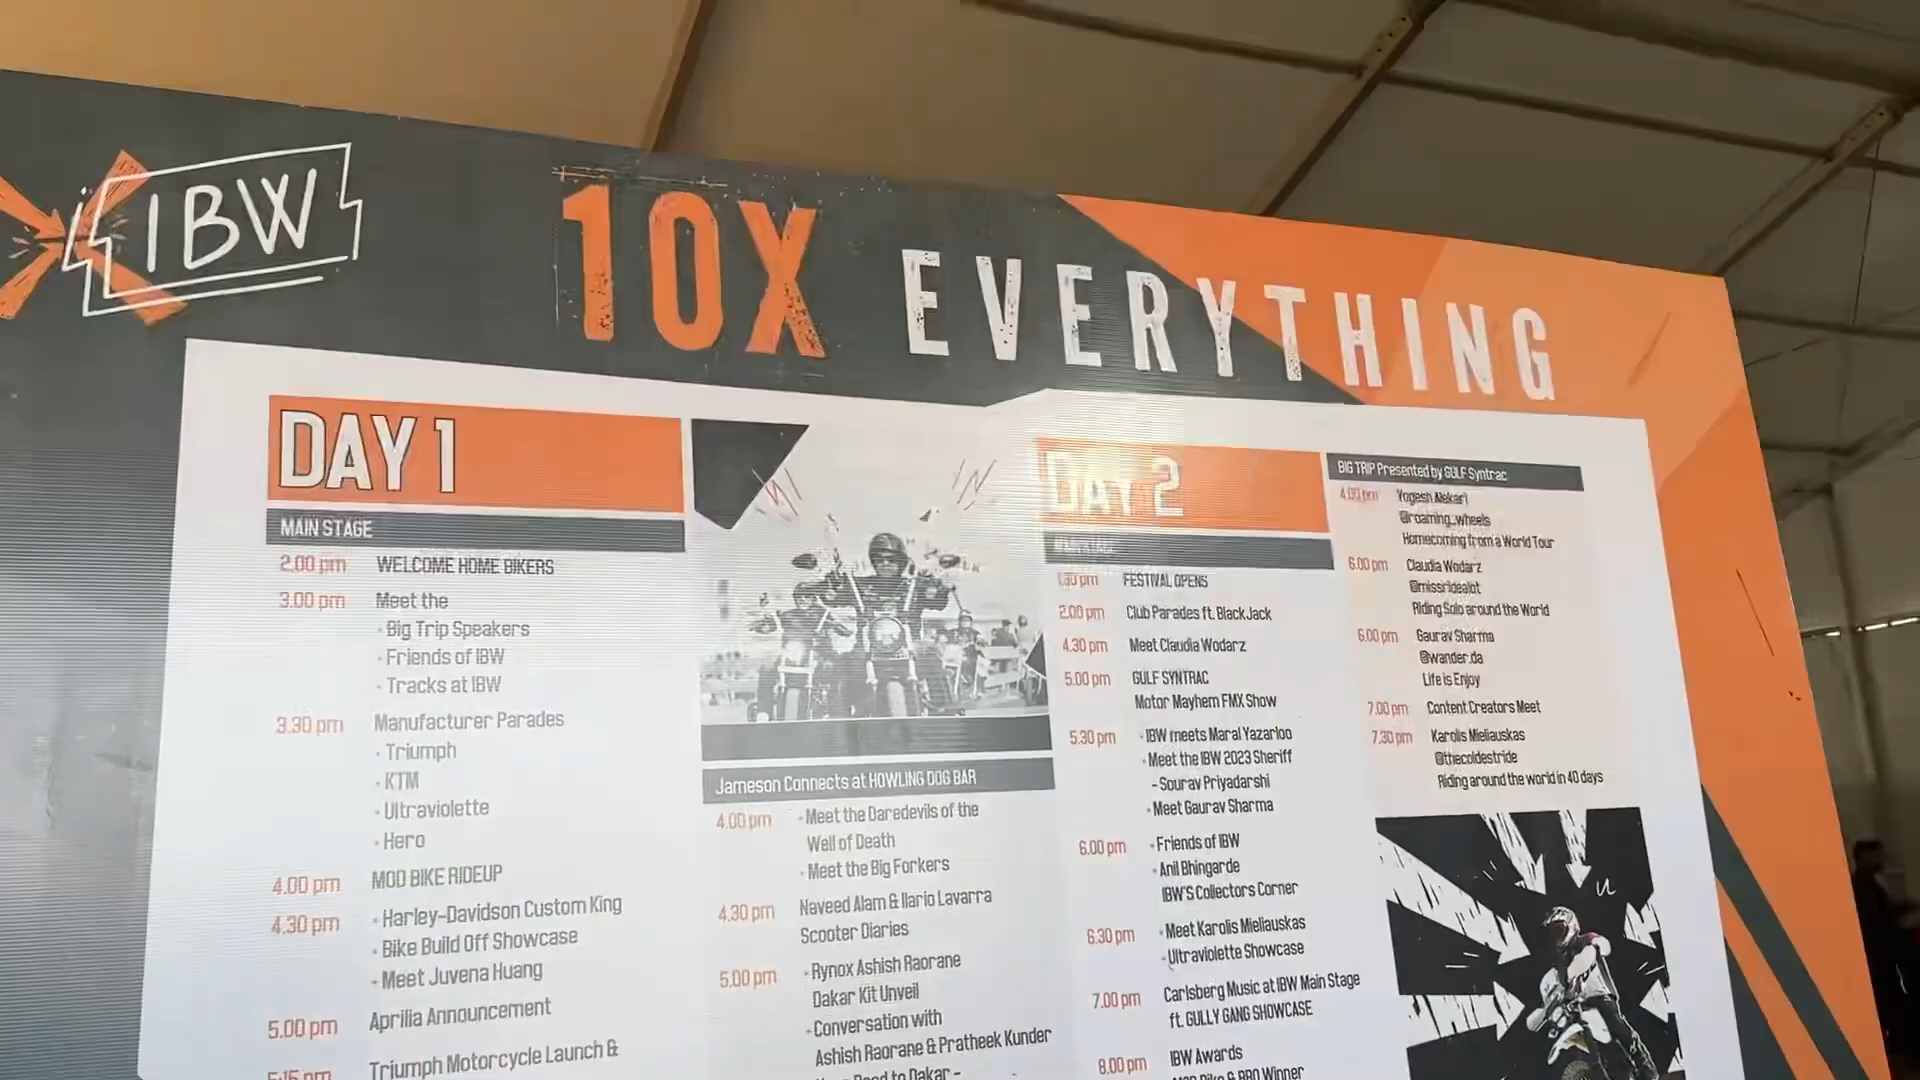 IBW
10X EVERYTHING
DAY 1
MAIN STAGE
2.00 pm WELCOME HOME BIKERS
3.00 pm Meet the
- Big Trip Speakers
- Friends of IBW
- Tracks at IBW
3.30 pm Manufacturer Parades
- Triumph
- KTM
- Ultraviolette
- Hero
4.00 pm MOD BIKE RIDEUP
4.30 pm - Harley-Davidson Custom King
- Bike Build Off Showcase
- Meet Juvena Huang
5.00 pm Aprilia Announcement
5.15 pm Triumph Motorcycle Launch &
Jameson Connects at HOWLING DOG BAR
4.00 pm - Meet the Daredevils of the
Well of Death
- Meet the Big Forkers
4.30 pm Naveed Alam & Ilario Lavarra
Scooter Diaries
5.00 pm - Rynox Ashish Raorane
Dakar Kit Unveil
- Conversation with
Ashish Raorane & Pratheek Kunder
Road to Dakar -
DAY 2
pm FESTIVAL OPENS
2.00 pm Club Parades ft. BlackJack
4.30 pm Meet Claudia Wodarz
5.00 pm GULF SYNTRAC
Motor Mayhem FMX Show
5.30 pm - IBW meets Maral Yazarloo
- Meet the IBW 2023 Sheriff
- Sourav Priyadarshi
- Meet Gaurav Sharma
6.00 pm - Friends of IBW
- Anil Bhingarde
IBW'S Collectors Corner
6.30 pm - Meet Karolis Mieliauskas
- Ultraviolette Showcase
7.00 pm Carlsberg Music at IBW Main Stage
ft. GULLY GANG SHOWCASE
8.00 pm IBW Awards
Winner
BIG TRIP Presented by GULF Syntrac
4.00 pm Yogesh Alekari
@roaming_wheels
Homecoming from a World Tour
6.00 pm Claudia Wodarz
@missridealot
Riding Solo around the World
6.00 pm Gaurav Sharma
@wander.da
Life is Enjoy
7.00 pm Content Creators Meet
7.30 pm Karolis Mieliauskas
@thecoldestride
Riding around the world in 40 days